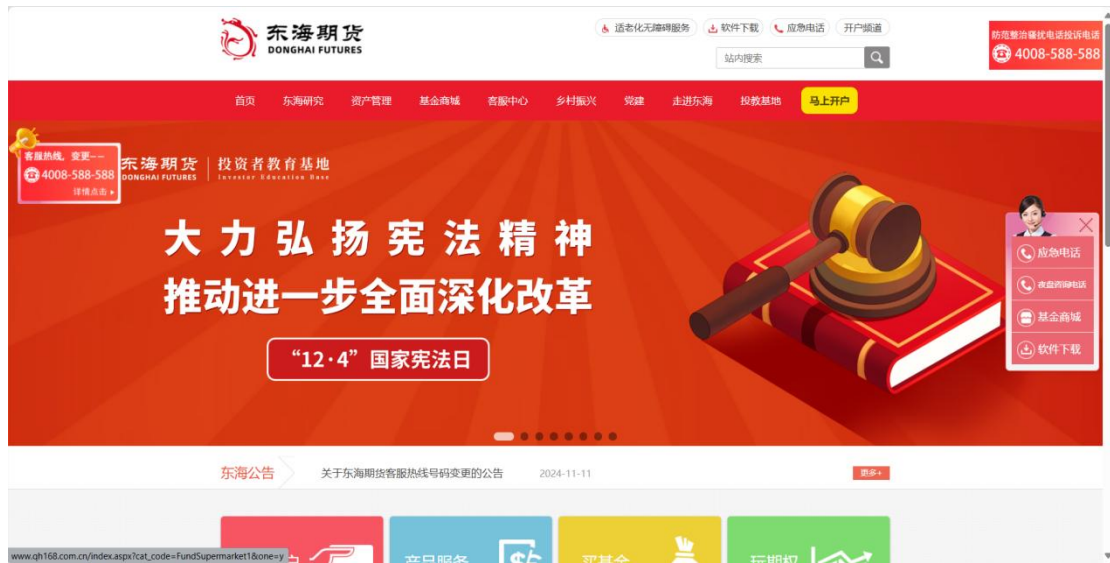 东海期货
DONGHAI FUTURES
适老化无障碍服务
软件下载
应急电话
开户频道
站内搜索
防范整治骚扰电话投诉电话
4008-588-588
首页
东海研究
资产管理
基金商城
客服中心
乡村振兴
党建
走进东海
投教基地
马上开户
客服热线，变更——
4008-588-588
详情点击
东海期货
DONGHAI FUTURES
投资者教育基地
Investor Education Base
大力弘扬宪法精神
推动进一步全面深化改革
“12·4”国家宪法日
应急电话
夜盘咨询电话
基金商城
软件下载
东海公告
关于东海期货客服热线号码变更的公告
2024-11-11
更多+
户
产品服务
买基金
玩期权
www.qh168.com.cn/index.aspx?cat_code=FundSupermarket1&one=y